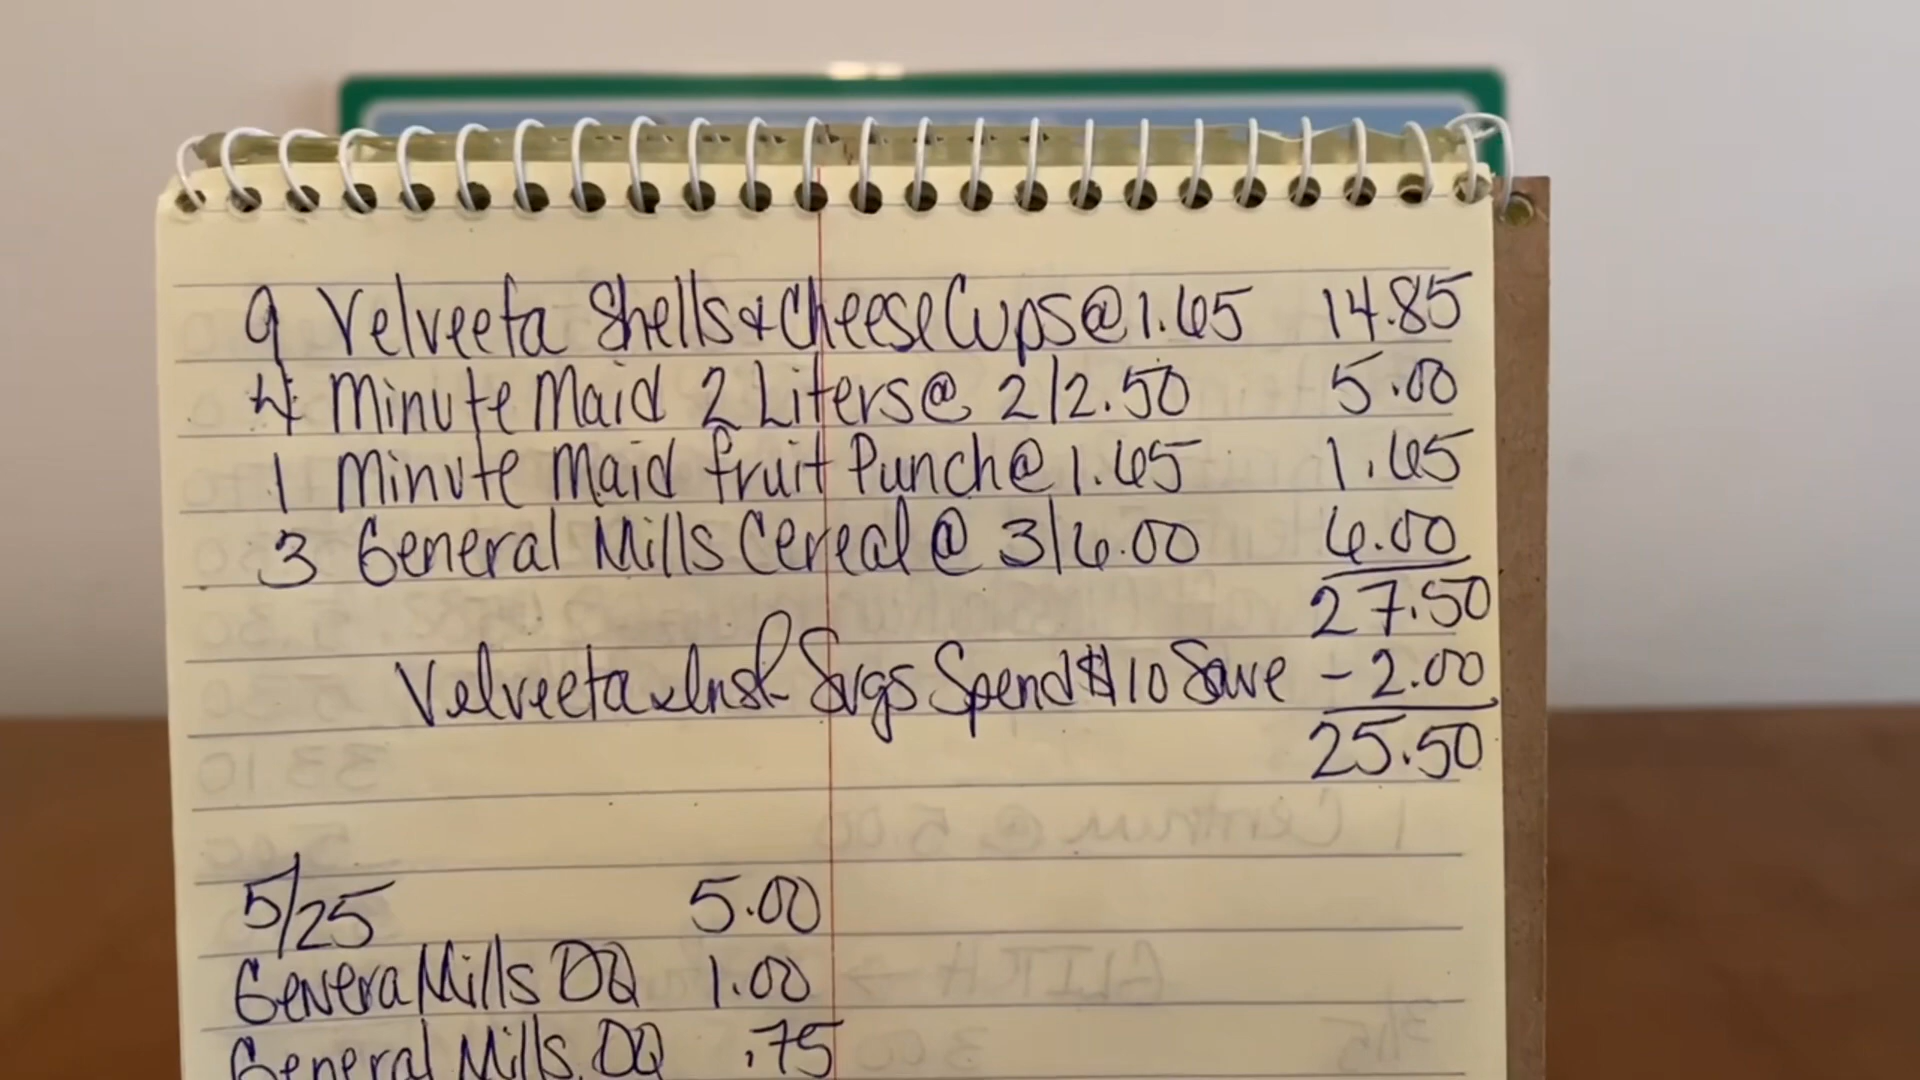 9 Velveeta Shells & Cheese Cups @ 1.65 14.85
4 Minute Maid 2 Liters @ 2/2.50 5.00
1 Minute Maid Fruit Punch @ 1.65 1.65
3 General Mills Cereal @ 3/6.00 6.00
27.50
Velveeta Inst Svgs Spend $10 Save - 2.00
25.50
5/25 5.00
Genera Mills DQ 1.00
General Mills DQ .75